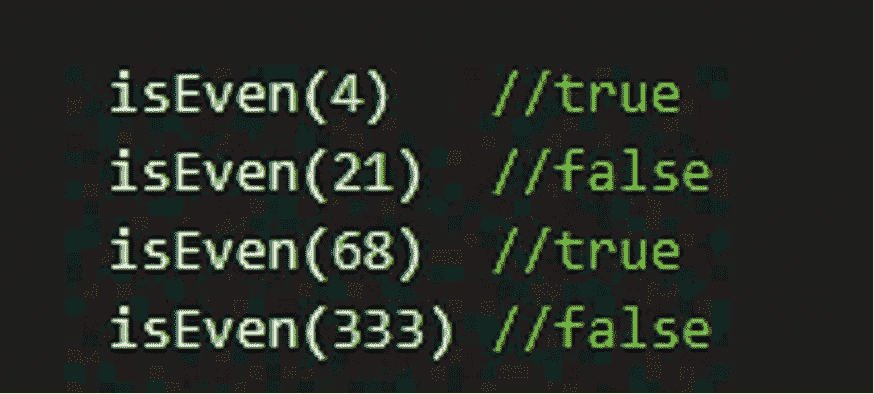 isEven(4) //true
isEven(21) //false
isEven(68) //true
isEven(333) //false